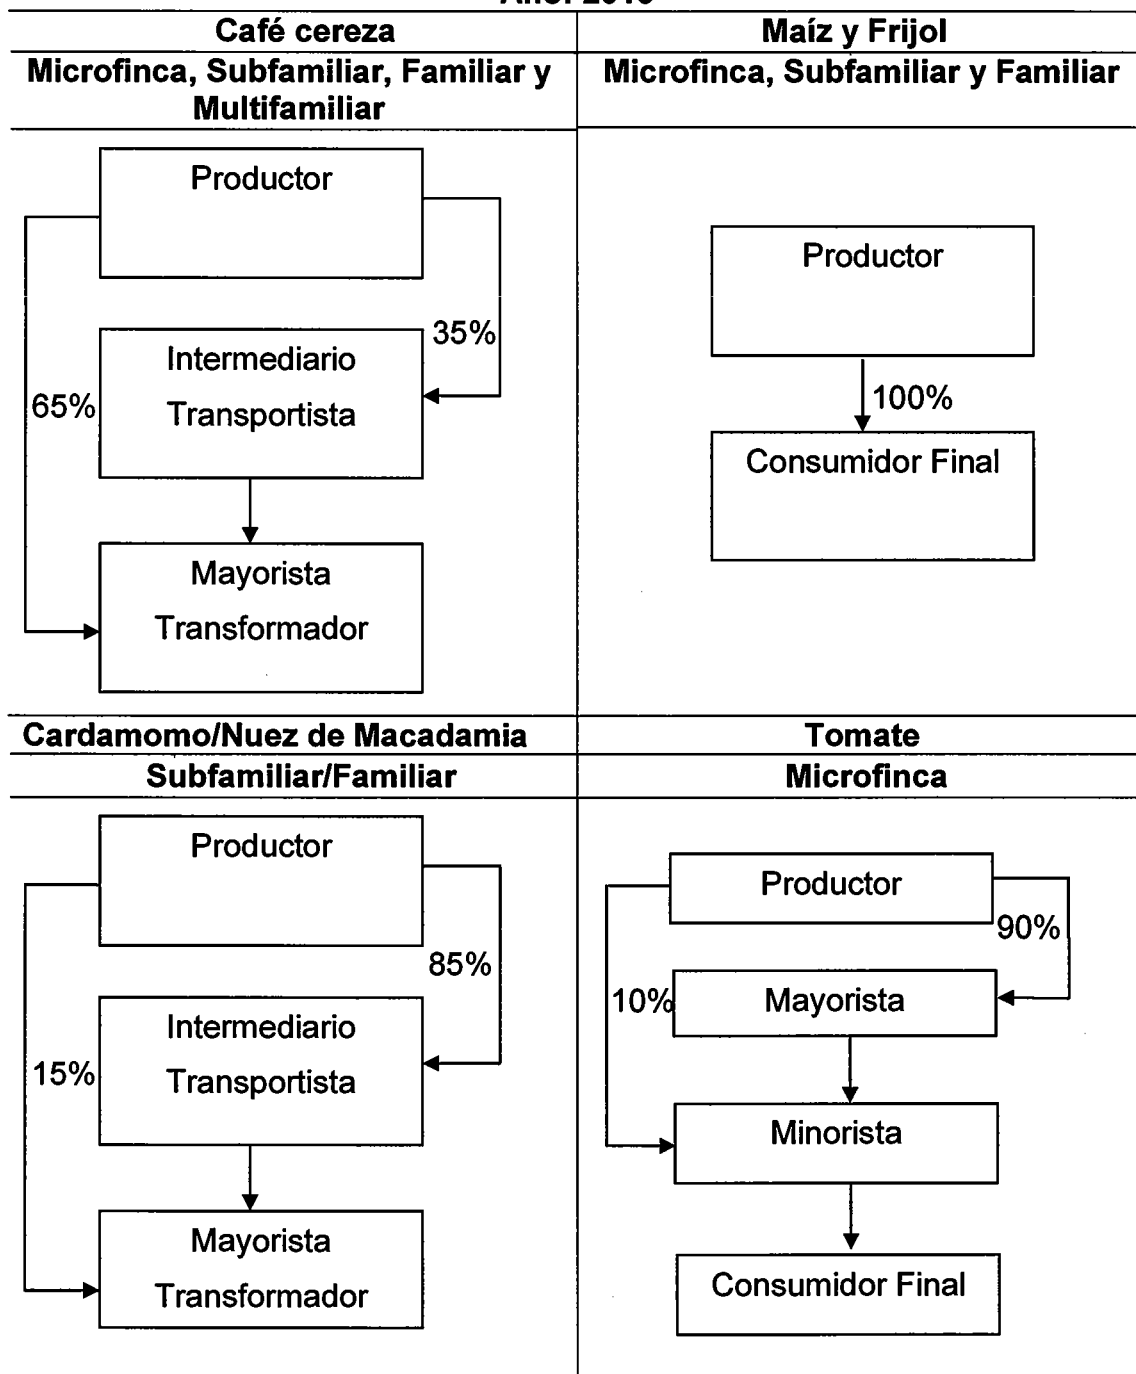 Café cereza
Maíz y Frijol
Microfinca, Subfamiliar, Familiar y
Multifamiliar
Microfinca, Subfamiliar y Familiar
Productor
35%
Intermediario
Transportista
65%
Mayorista
Transformador
Productor
100%
Consumidor Final
Cardamomo/Nuez de Macadamia
Tomate
Subfamiliar/Familiar
Microfinca
Productor
85%
Intermediario
Transportista
15%
Mayorista
Transformador
Productor
90%
10%
Mayorista
Minorista
Consumidor Final